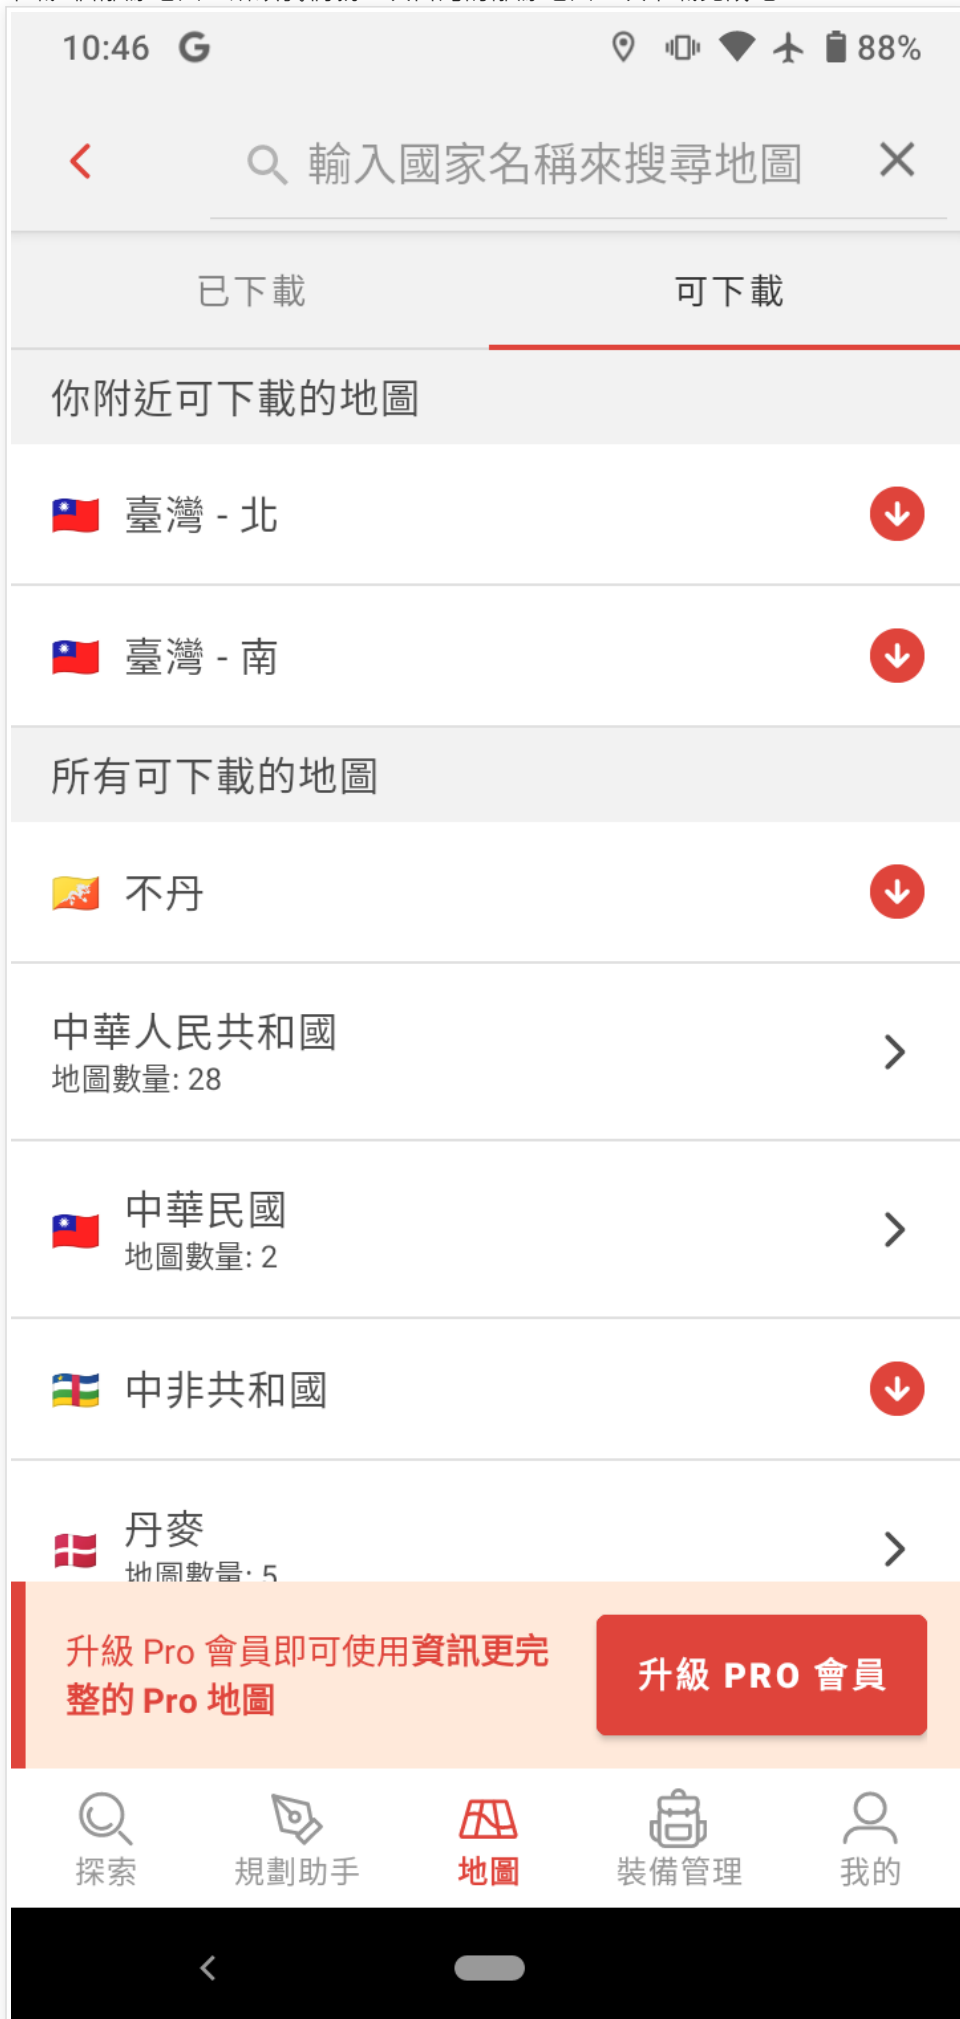 10:46 G 88%
輸入國家名稱來搜尋地圖
已下載 可下載
你附近可下載的地圖
臺灣 - 北
臺灣 - 南
所有可下載的地圖
不丹
中華人民共和國
地圖數量: 28
中華民國
地圖數量: 2
中非共和國
丹麥
地圖數量: 5
升級 Pro 會員即可使用資訊更完
整的 Pro 地圖
升級 PRO 會員
探索 規劃助手 地圖 裝備管理 我的